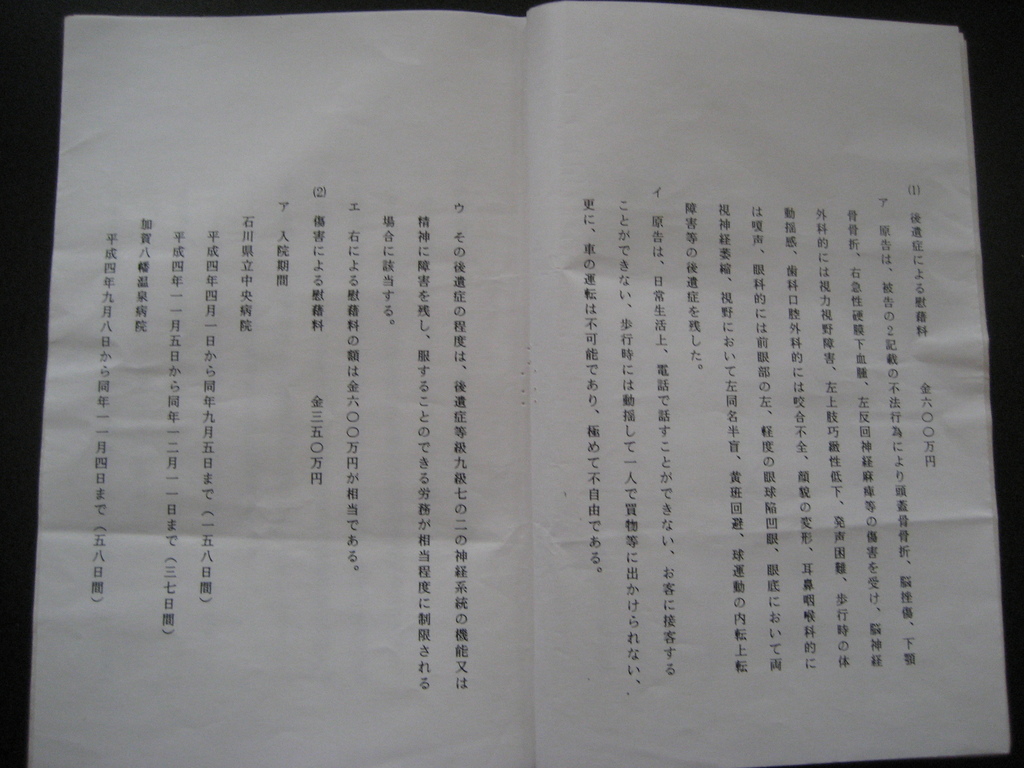 (1) 後遺症による慰藉料 金六〇〇万円
ア 原告は、被告の2記載の不法行為により頭蓋骨骨折、脳挫傷、下顎
骨骨折、右急性硬膜下血腫、左反回神経麻痺等の傷害を受け、脳神経
外科的には視力視野障害、左上肢巧緻性低下、発声困難、歩行時の体
動揺感、歯科口腔外科的には咬合不全、顔貌の変形、耳鼻咽喉科的に
は嗄声、眼科的には前眼部の左、軽度の眼球陥凹眼、眼底において両
視神経萎縮、視野において左同名半盲、黄斑回避、球運動の内転上転
障害等の後遺症を残した。
イ 原告は、日常生活上、電話で話すことができない、お客に接客する
ことができない、歩行時には動揺して一人で買物等に出かけられない、
更に、車の運転は不可能であり、極めて不自由である。
ウ その後遺症の程度は、後遺症等級九級七の二の神経系統の機能又は
精神に障害を残し、服することのできる労務が相当程度に制限される
場合に該当する。
エ 右による慰藉料の額は金六〇〇万円が相当である。
(2) 傷害による慰藉料 金三五〇万円
ア 入院期間
石川県立中央病院
平成四年四月一日から同年九月五日まで(一五八日間)
平成四年一一月五日から同年一二月一一日まで(三七日間)
加賀八幡温泉病院
平成四年九月八日から同年一一月四日まで(五八日間)